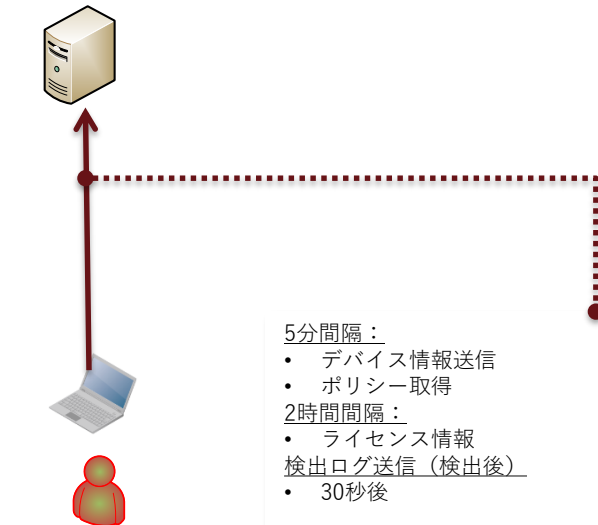 5分間隔：
• デバイス情報送信
• ポリシー取得
2時間間隔：
• ライセンス情報
検出ログ送信（検出後）
• 30秒後